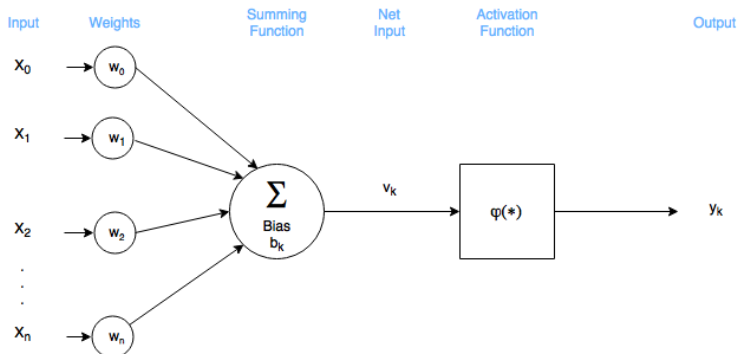 Input
Weights
Summing
Function
Net
Input
Activation
Function
Output
X₀
w₀
X₁
w₁
X₂
w₂
.
.
.
Xₙ
wₙ
Σ
Bias
bₖ
vₖ
φ(*)
yₖ